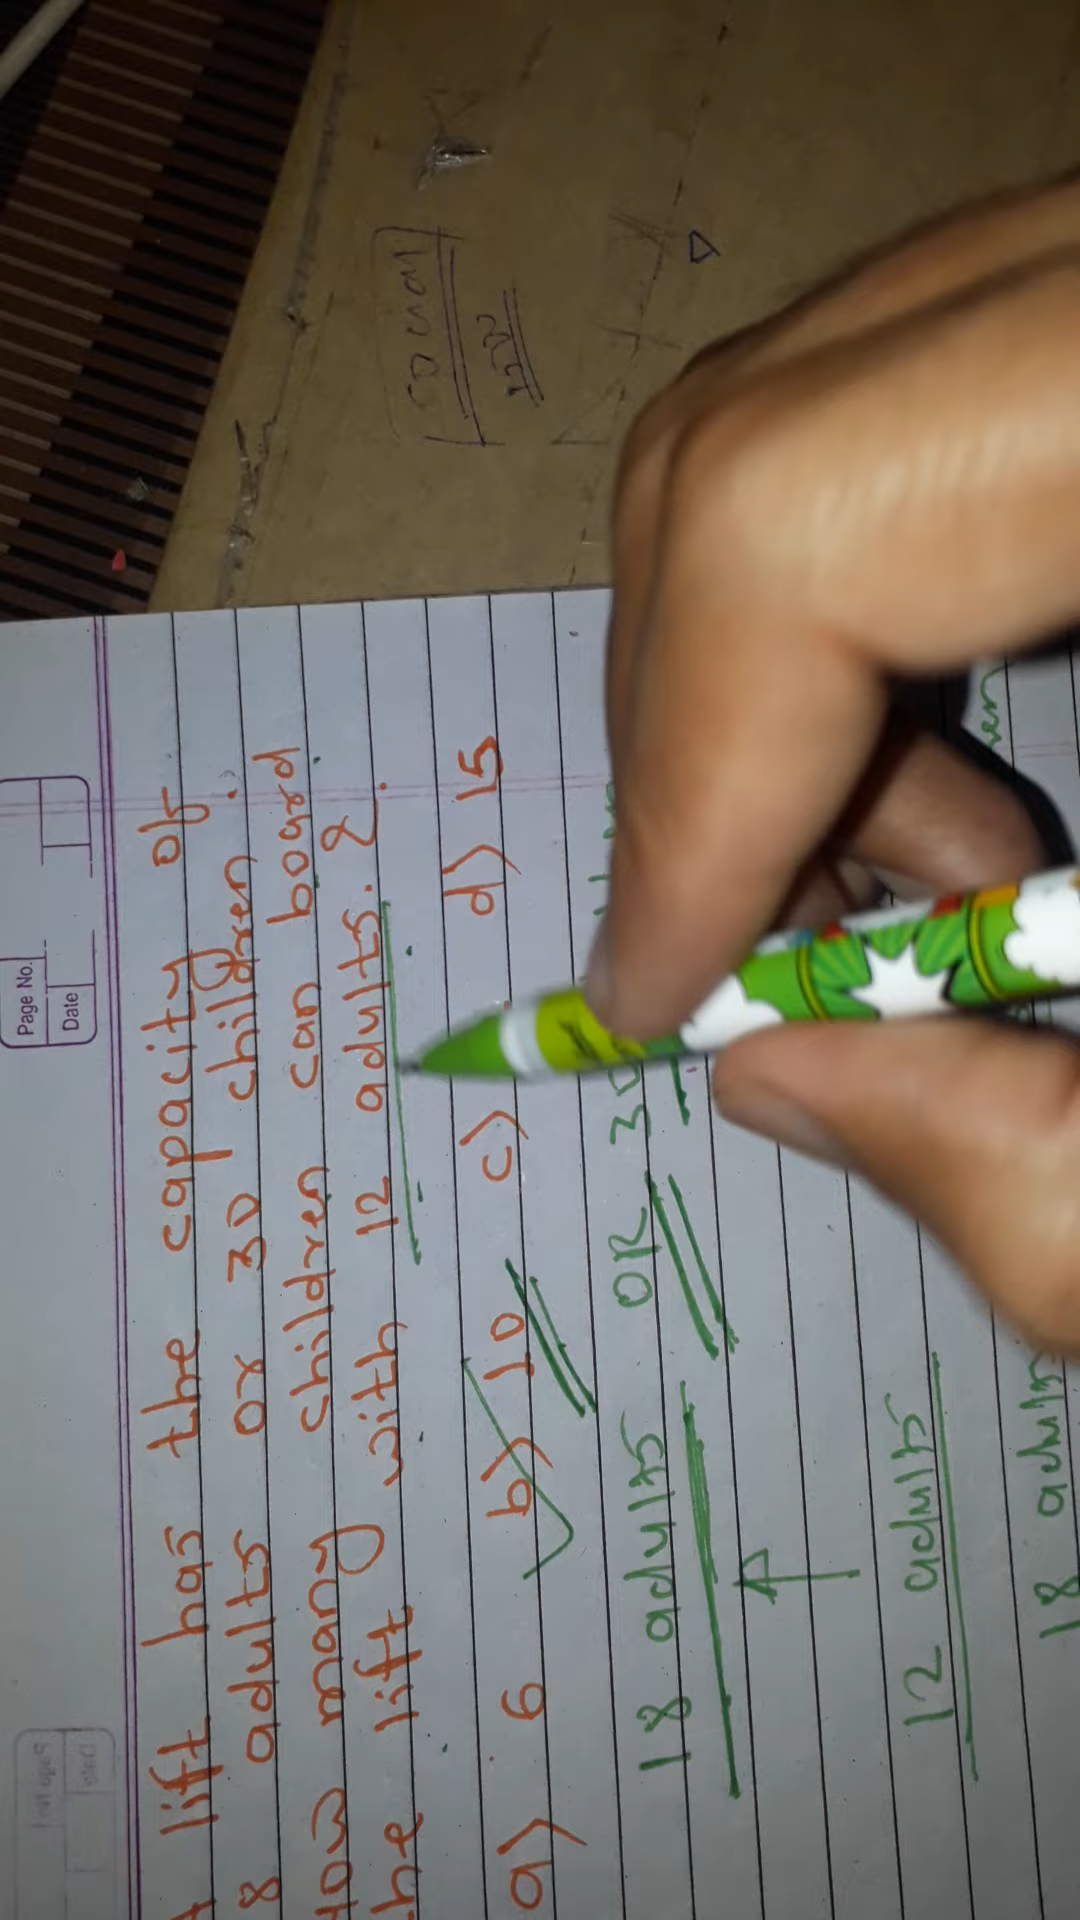 Page No.
Date
lift has the capacity of
8 adults or 30 children.
How many children can board
the lift with 12 adults. ?
a) 6 b) 10 c) d) 15
18 adults OR 30
12 adults
18 adults